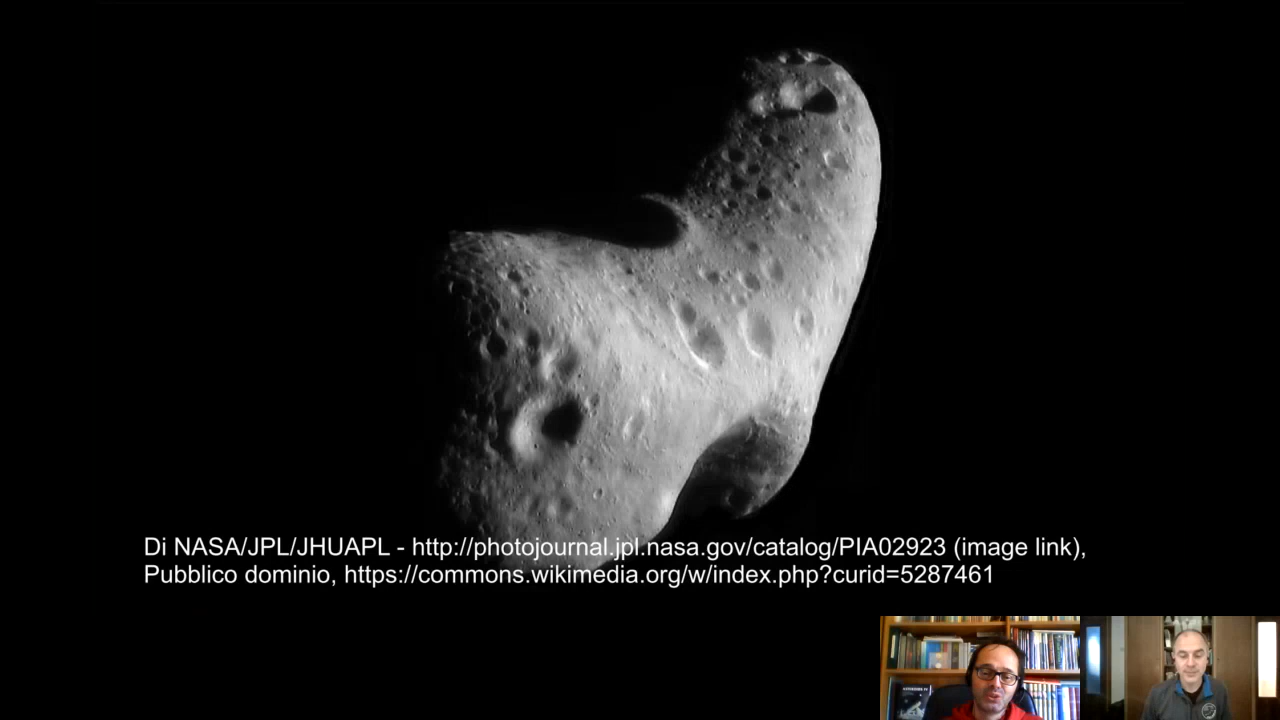 Di NASA/JPL/JHUAPL - http://photojournal.jpl.nasa.gov/catalog/PIA02923 (image link),
Pubblico dominio, https://commons.wikimedia.org/w/index.php?curid=5287461